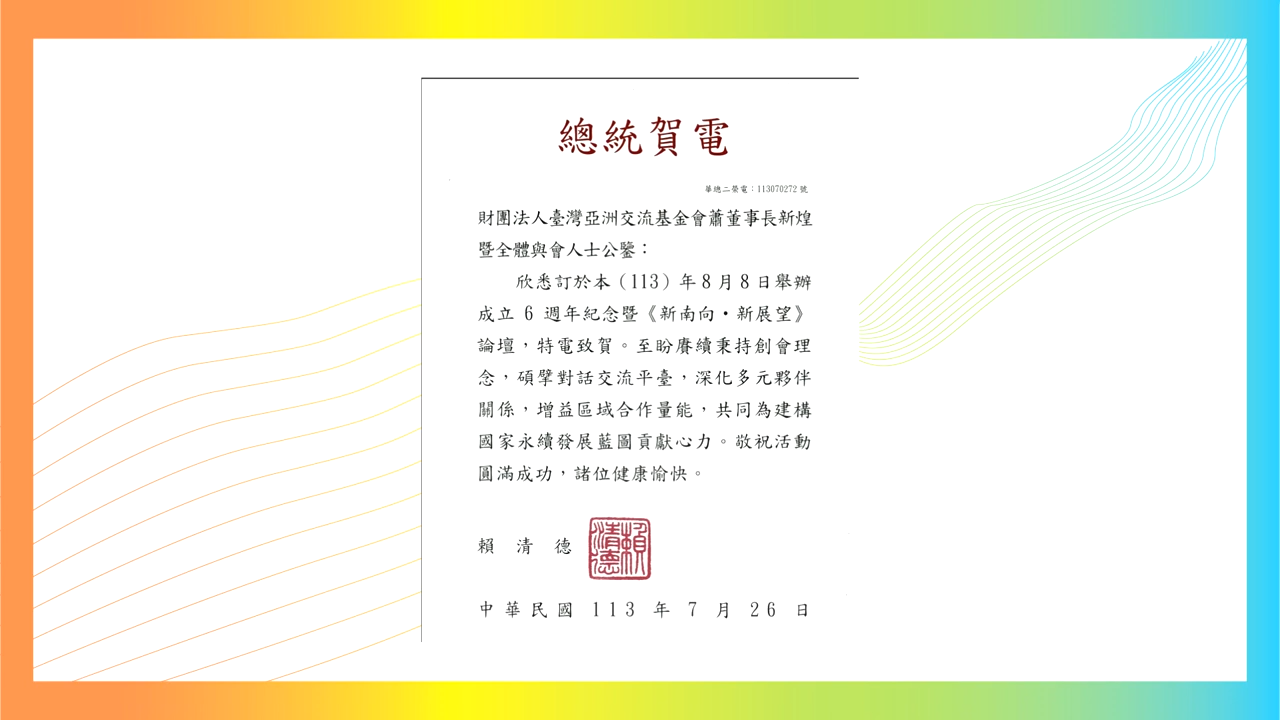 總統賀電
華總二榮電：113070272號
財團法人臺灣亞洲交流基金會蕭董事長新煌
暨全體與會人士公鑒：
欣悉訂於本（113）年8月8日舉辦
成立 6 週年紀念暨《新南向•新展望》
論壇，特電致賀。至盼賡續秉持創會理
念，碩擘對話交流平臺，深化多元夥伴
關係，增益區域合作量能，共同為建構
國家永續發展藍圖貢獻心力。敬祝活動
圓滿成功，諸位健康愉快。
賴 清 德
賴清德
中華民國 113 年 7 月 26 日